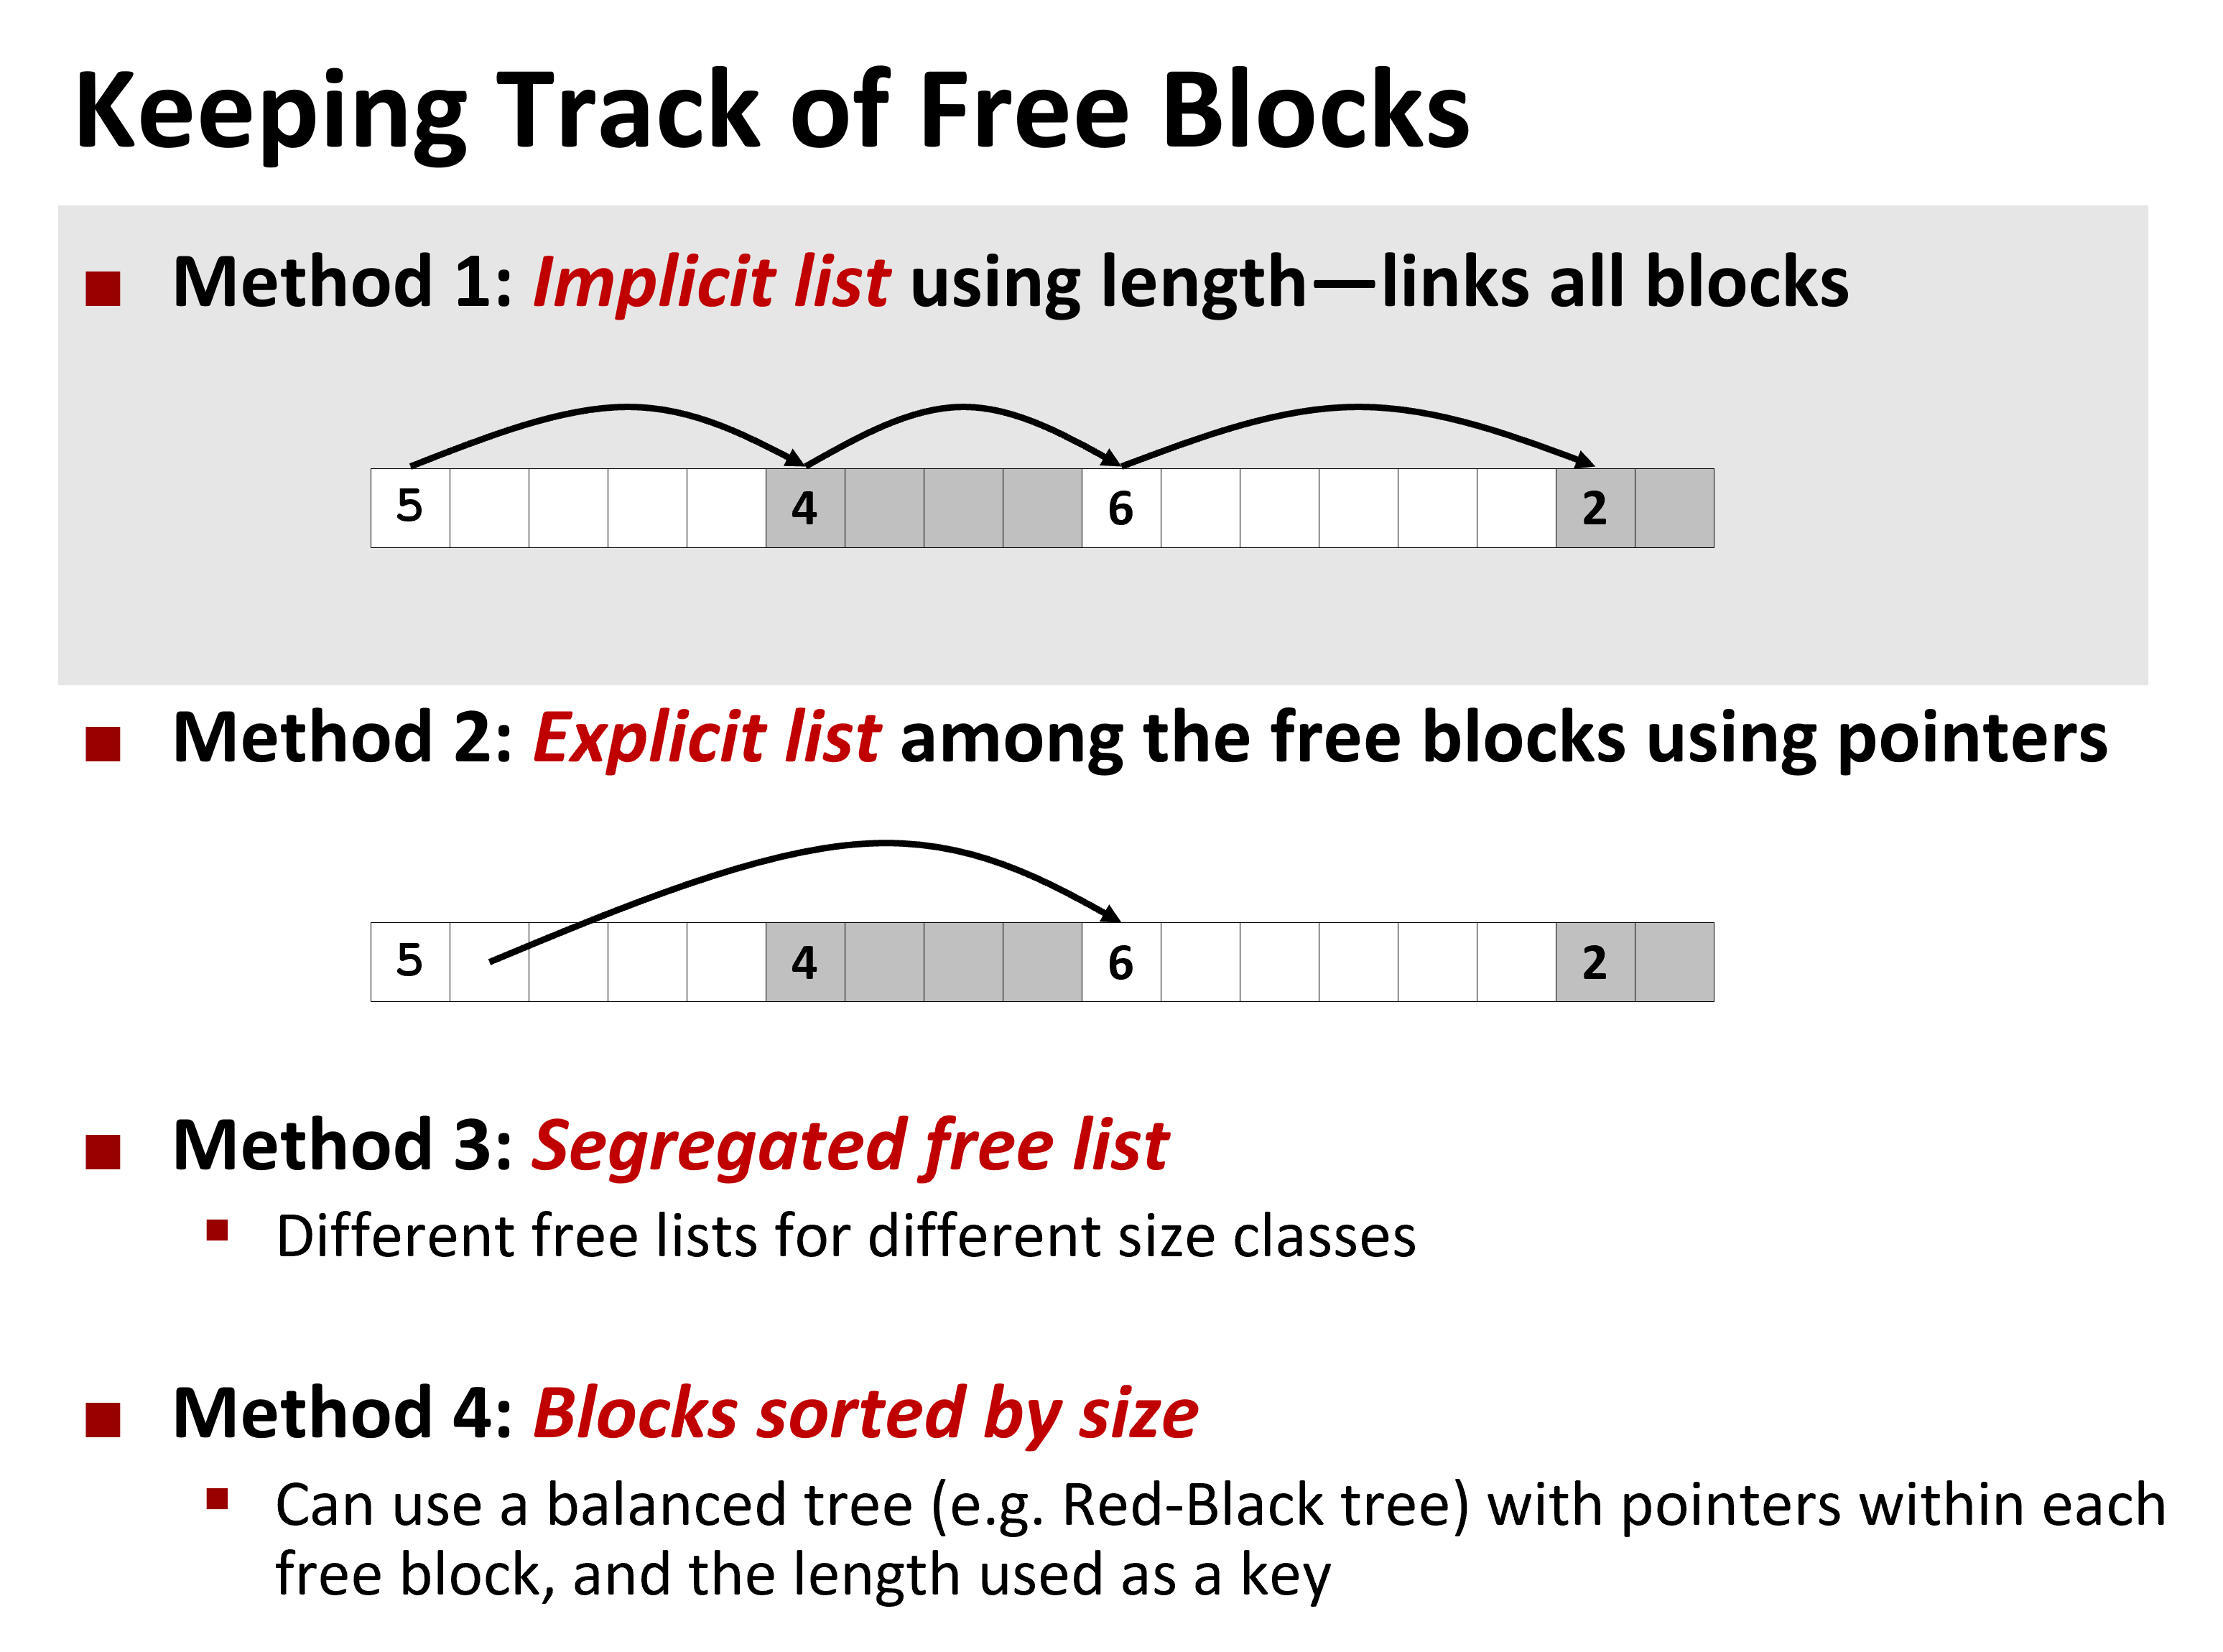 Keeping Track of Free Blocks
Method 1: Implicit list using length—links all blocks
5 4 6 2
Method 2: Explicit list among the free blocks using pointers
5 4 6 2
Method 3: Segregated free list
Different free lists for different size classes
Method 4: Blocks sorted by size
Can use a balanced tree (e.g. Red-Black tree) with pointers within each
free block, and the length used as a key